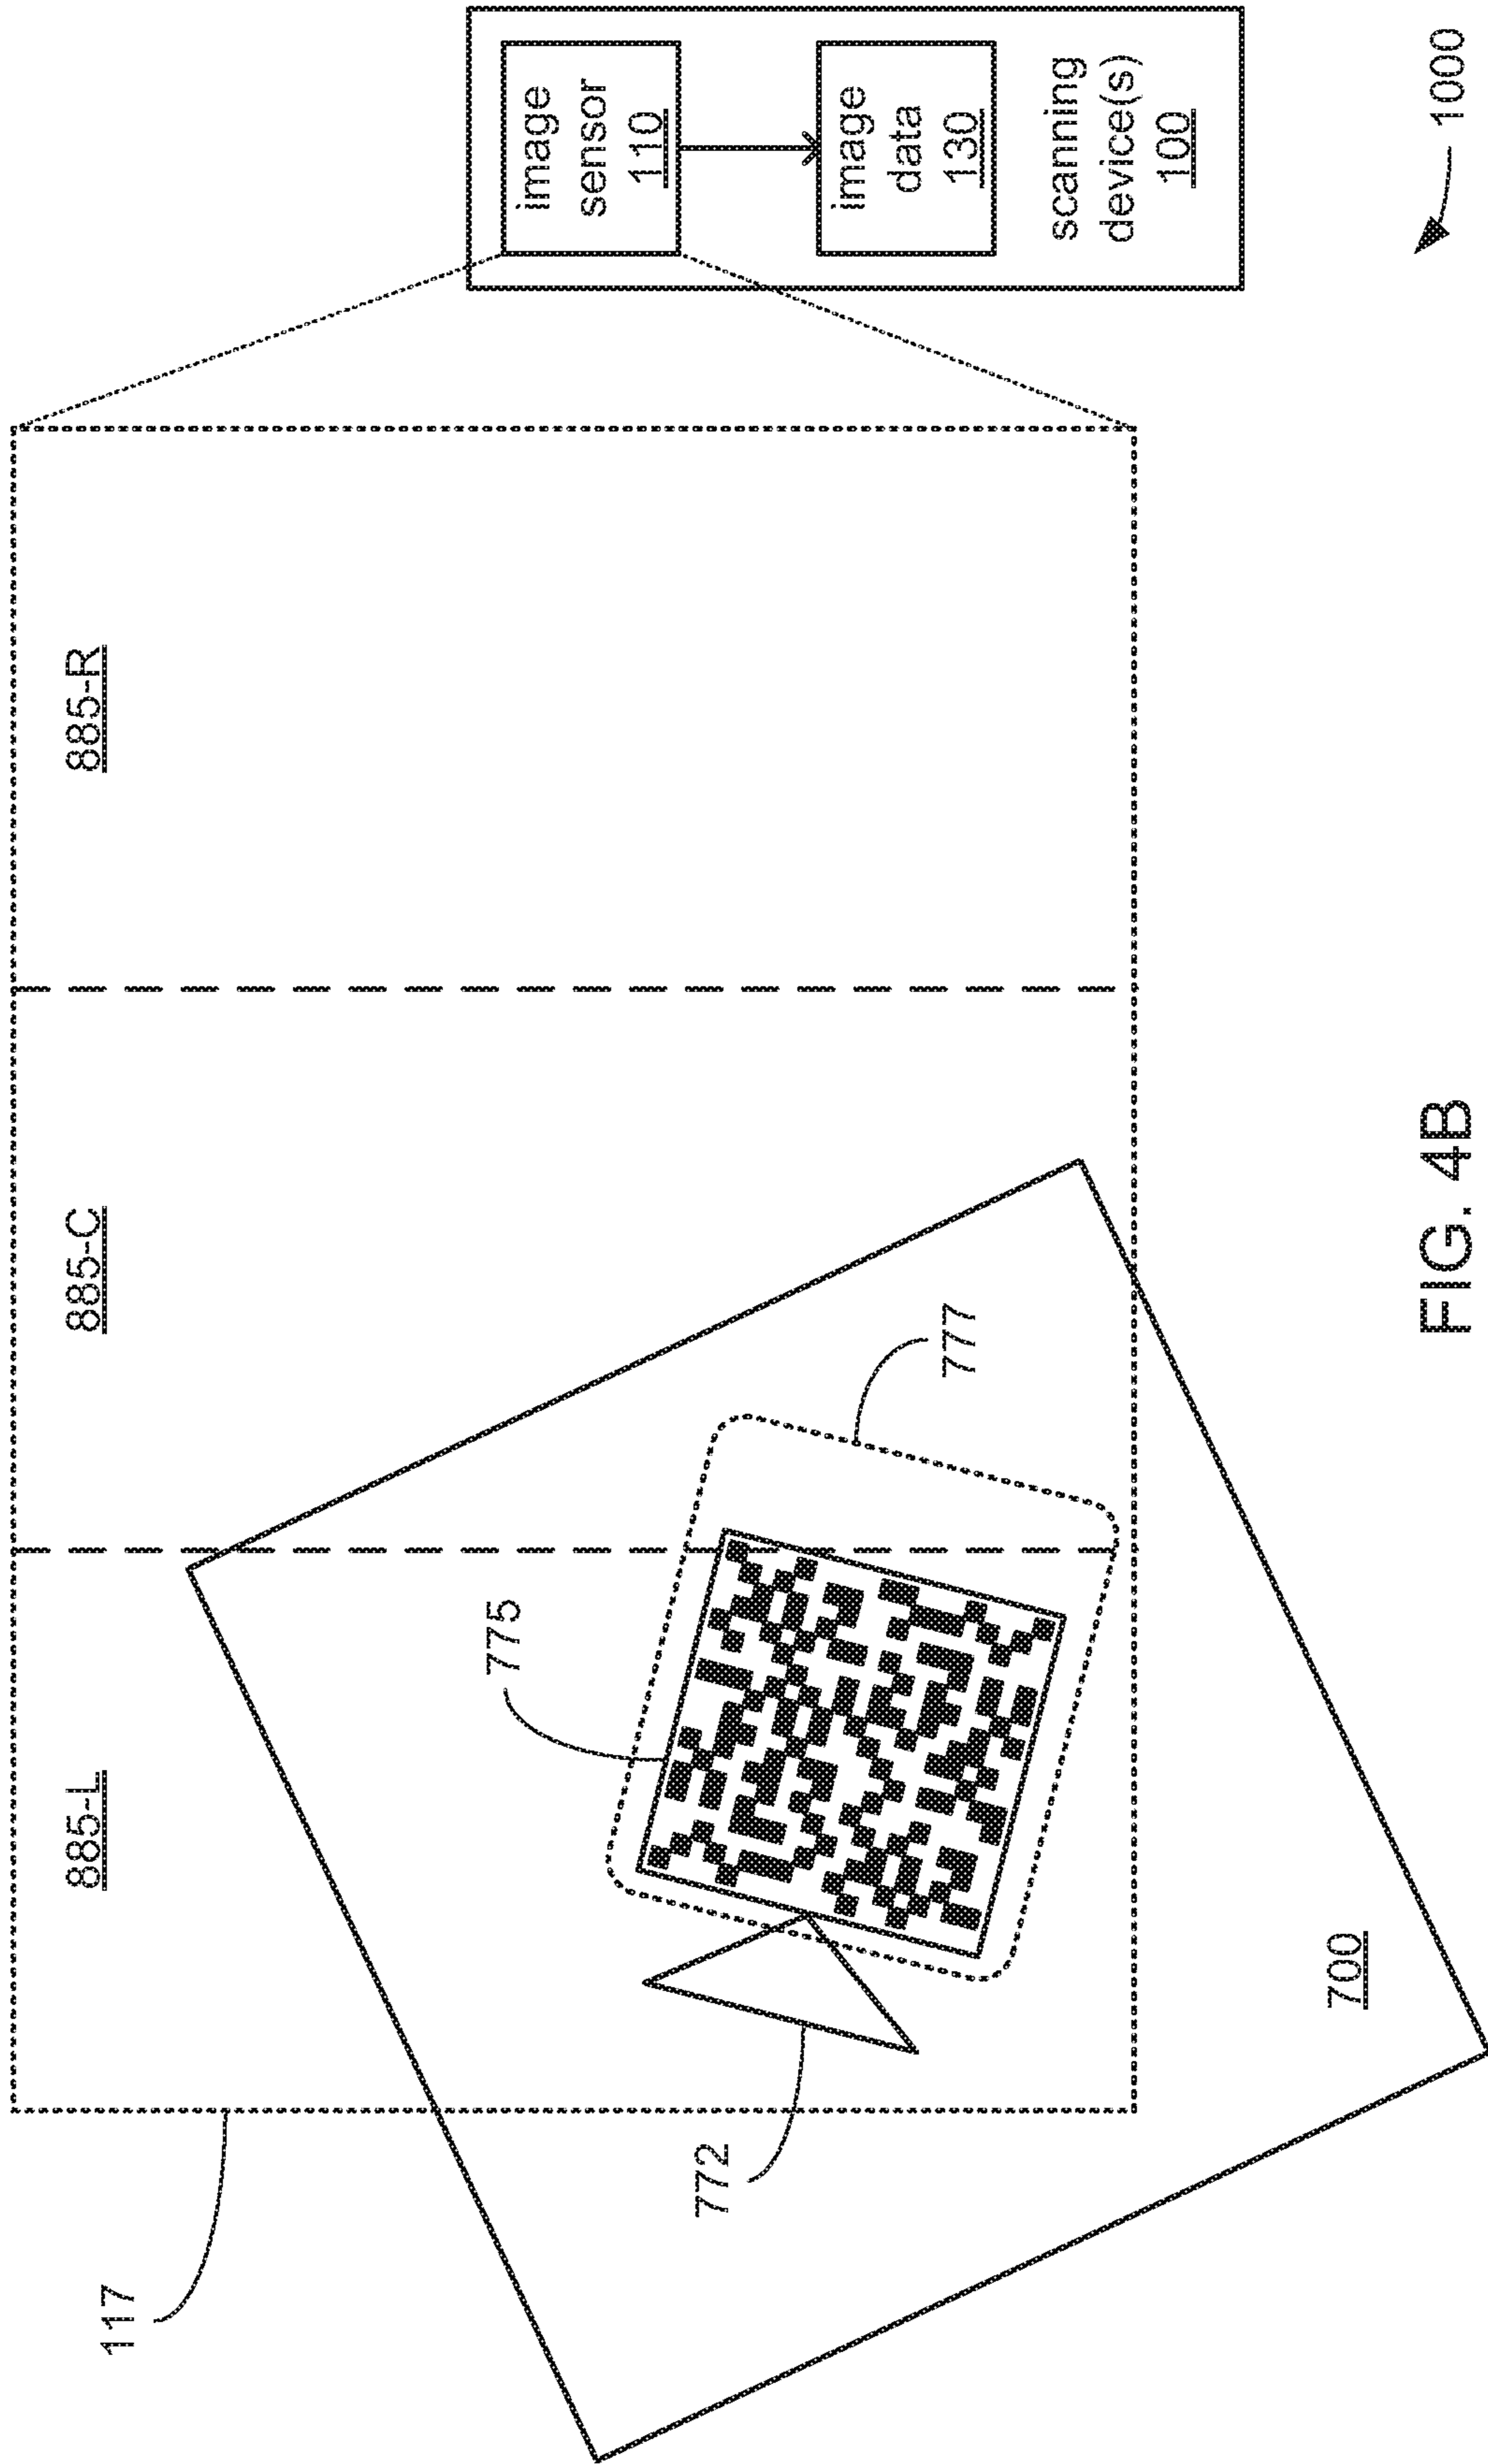 117
885-L
885-C
885-R
772
775
777
700
image
sensor
110
image
data
130
scanning
device(s)
100
1000
FIG. 4B